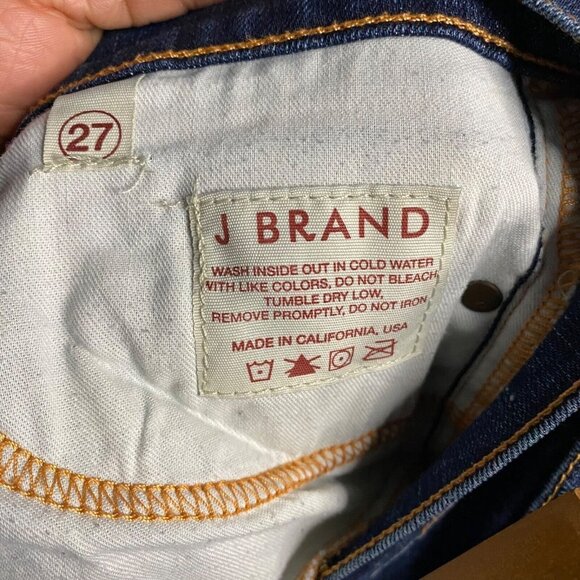 27
J BRAND
WASH INSIDE OUT IN COLD WATER
WITH LIKE COLORS, DO NOT BLEACH,
TUMBLE DRY LOW,
REMOVE PROMPTLY, DO NOT IRON
MADE IN CALIFORNIA, USA